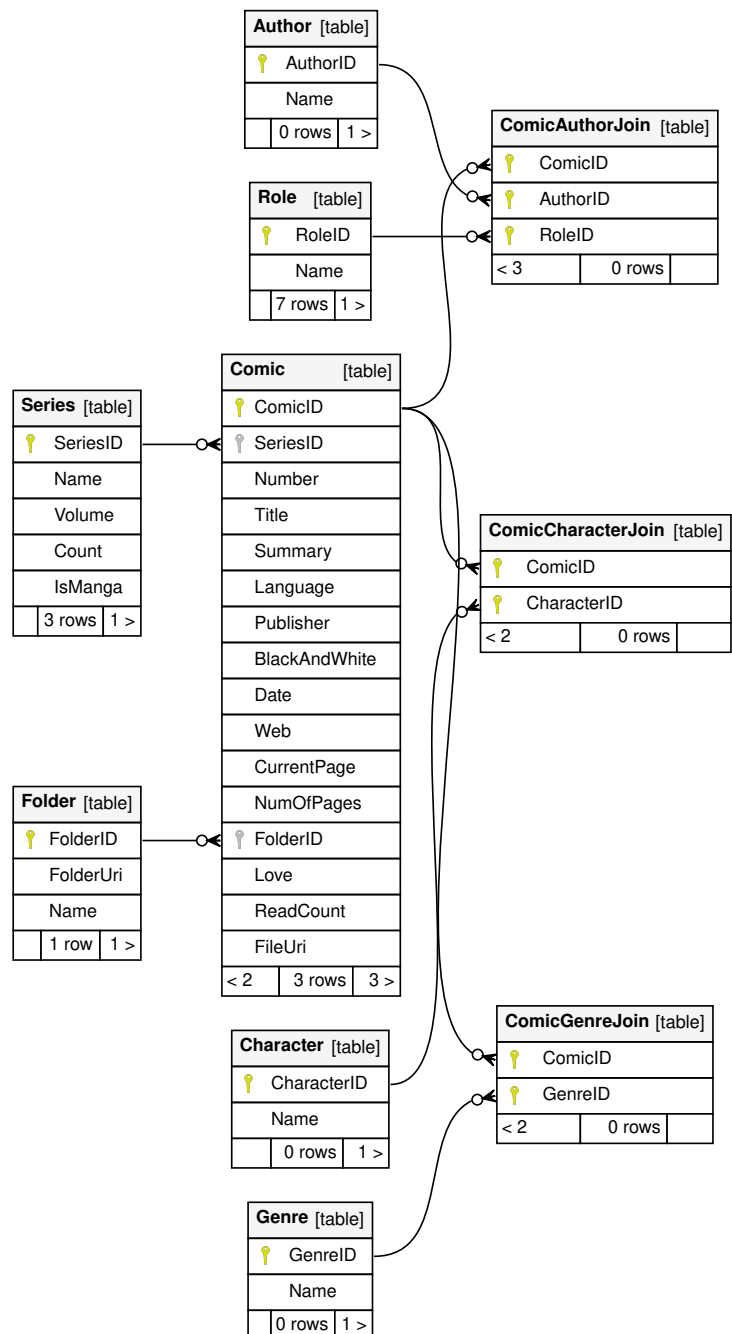 Author [table]
AuthorID
Name
0 rows 1 >
ComicAuthorJoin [table]
ComicID
AuthorID
RoleID
< 3 0 rows
Role [table]
RoleID
Name
7 rows 1 >
Comic [table]
ComicID
SeriesID
Number
Title
Summary
Language
Publisher
BlackAndWhite
Date
Web
CurrentPage
NumOfPages
FolderID
Love
ReadCount
FileUri
< 2 3 rows 3 >
Series [table]
SeriesID
Name
Volume
Count
IsManga
3 rows 1 >
ComicCharacterJoin [table]
ComicID
CharacterID
< 2 0 rows
Folder [table]
FolderID
FolderUri
Name
1 row 1 >
Character [table]
CharacterID
Name
0 rows 1 >
ComicGenreJoin [table]
ComicID
GenreID
< 2 0 rows
Genre [table]
GenreID
Name
0 rows 1 >